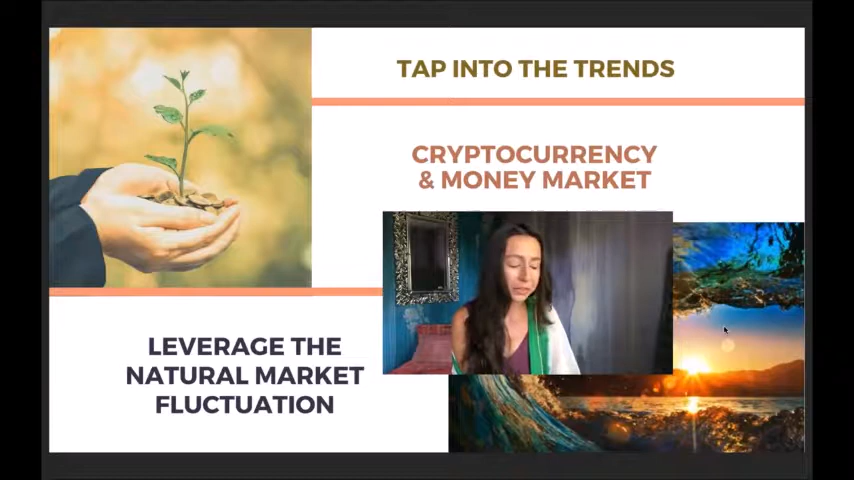 TAP INTO THE TRENDS
CRYPTOCURRENCY
& MONEY MARKET
LEVERAGE THE
NATURAL MARKET
FLUCTUATION